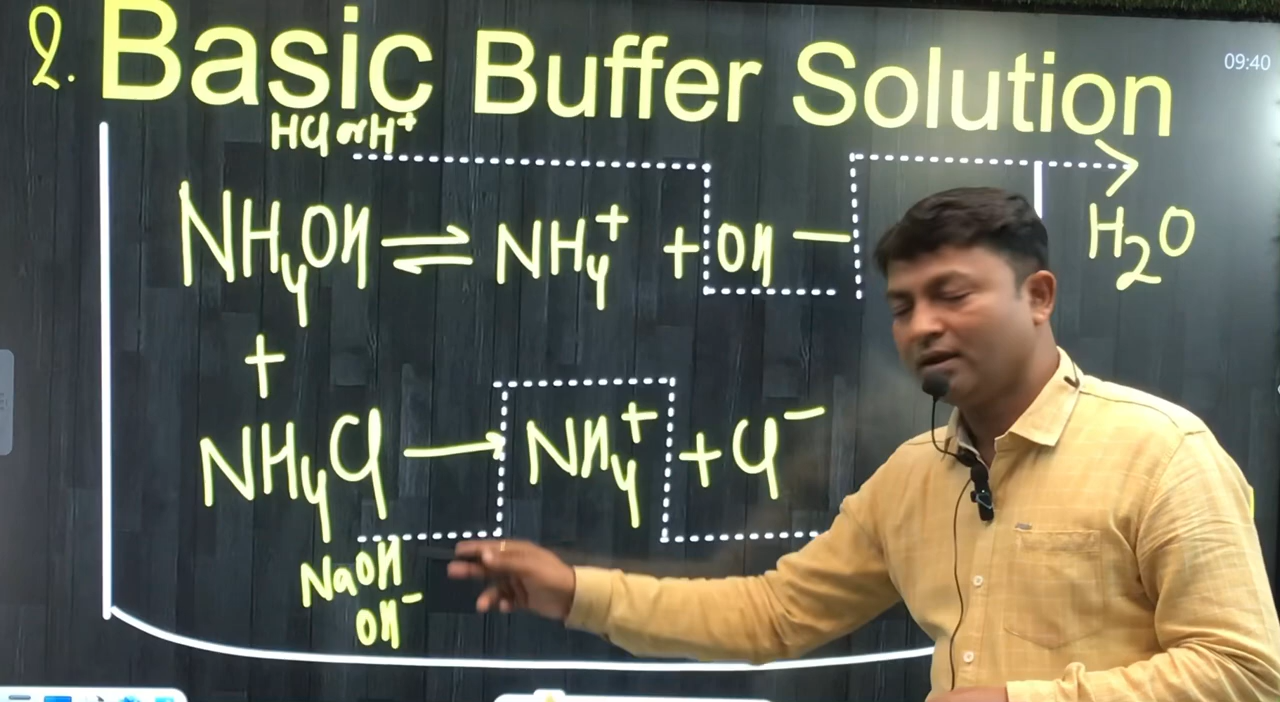 2. Basic Buffer Solution
09:40
HCl or H⁺
NH₄OH ⇌ NH₄⁺ + OH⁻
H₂O
+
NH₄Cl → NH₄⁺ + Cl⁻
NaOH
OH⁻